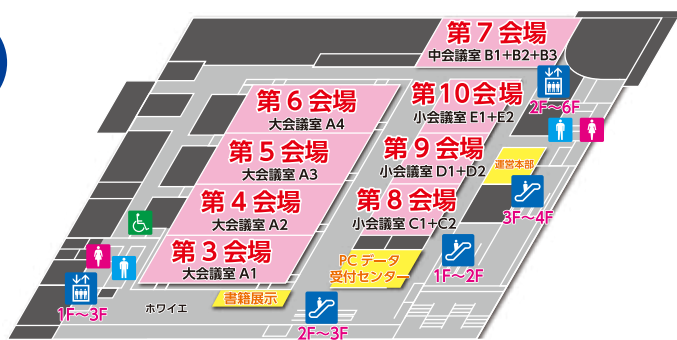 第7会場
中会議室 B1+B2+B3
第6会場
大会議室 A4
第10会場
小会議室 E1+E2
2F～6F
第5会場
大会議室 A3
第9会場
小会議室 D1+D2
運営本部
第4会場
大会議室 A2
第8会場
小会議室 C1+C2
3F～4F
第3会場
大会議室 A1
PCデータ
受付センター
1F～2F
書籍展示
ホワイエ
1F～3F
2F～3F